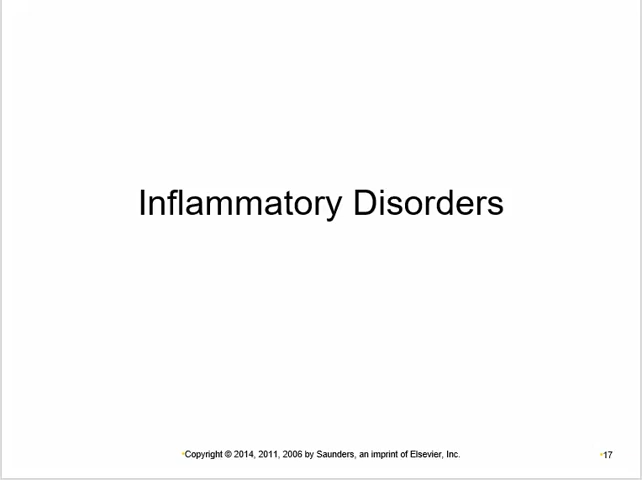 Inflammatory Disorders
•Copyright © 2014, 2011, 2006 by Saunders, an imprint of Elsevier, Inc.
•17